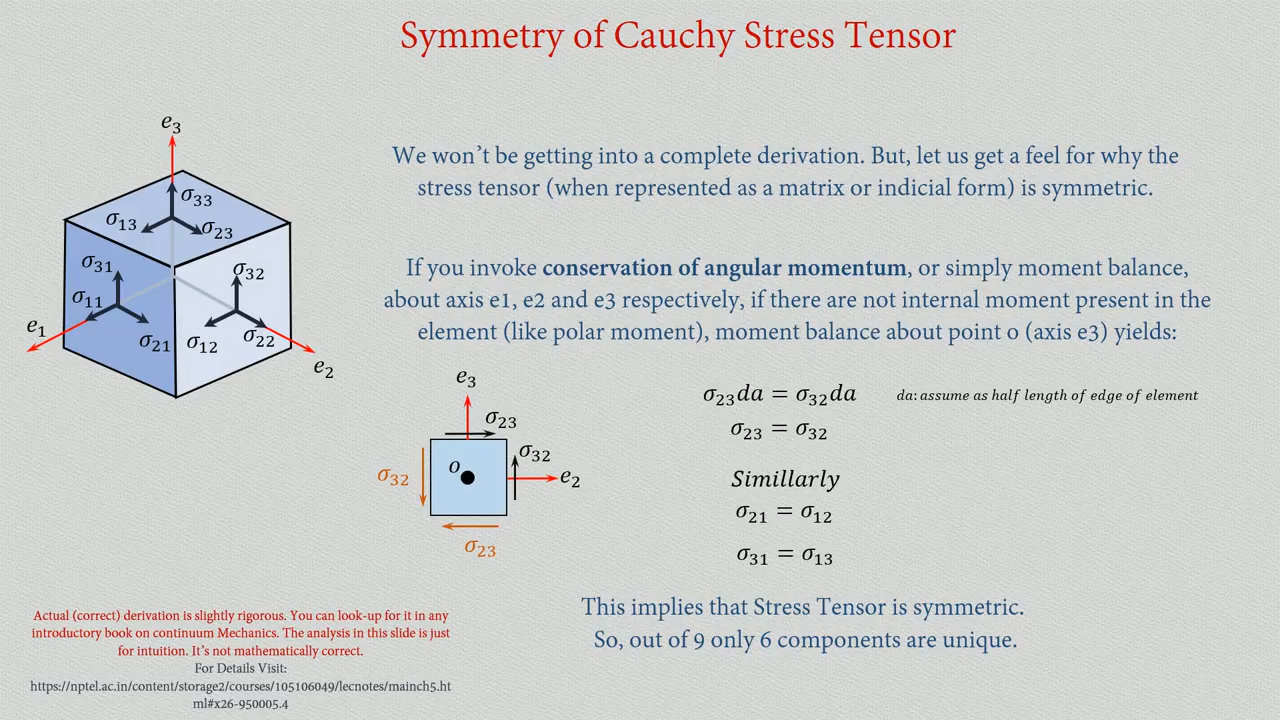 Symmetry of Cauchy Stress Tensor
We won't be getting into a complete derivation. But, let us get a feel for why the
stress tensor (when represented as a matrix or indicial form) is symmetric.
If you invoke conservation of angular momentum, or simply moment balance,
about axis e1, e2 and e3 respectively, if there are not internal moment present in the
element (like polar moment), moment balance about point o (axis e3) yields:
e₃
σ₃₃
σ₁₃
σ₂₃
σ₃₁
σ₃₂
σ₁₁
e₁
σ₂₁
σ₁₂
σ₂₂
e₂
e₃
σ₂₃
σ₃₂
o
σ₃₂
e₂
σ₂₃
σ₂₃da = σ₃₂da
da: assume as half length of edge of element
σ₂₃ = σ₃₂
Simillarly
σ₂₁ = σ₁₂
σ₃₁ = σ₁₃
This implies that Stress Tensor is symmetric.
So, out of 9 only 6 components are unique.
Actual (correct) derivation is slightly rigorous. You can look-up for it in any
introductory book on continuum Mechanics. The analysis in this slide is just
for intuition. It's not mathematically correct.
For Details Visit:
https://nptel.ac.in/content/storage2/courses/105106049/lecnotes/mainch5.ht
ml#x26-950005.4